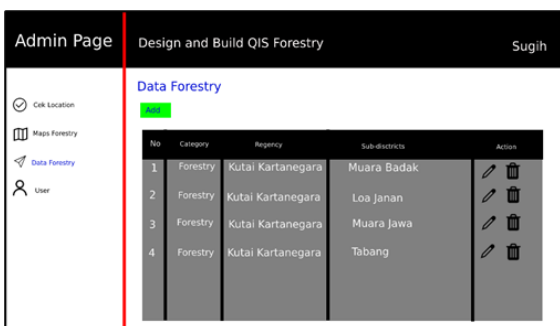 Admin Page
Design and Build QIS Forestry
Sugih
Cek Location
Maps Forestry
Data Forestry
User
Data Forestry
Add
No Category Regency Sub-disctricts Action
1 Forestry Kutai Kartanegara Muara Badak
2 Forestry Kutai Kartanegara Loa Janan
3 Forestry Kutai Kartanegara Muara Jawa
4 Forestry Kutai Kartanegara Tabang